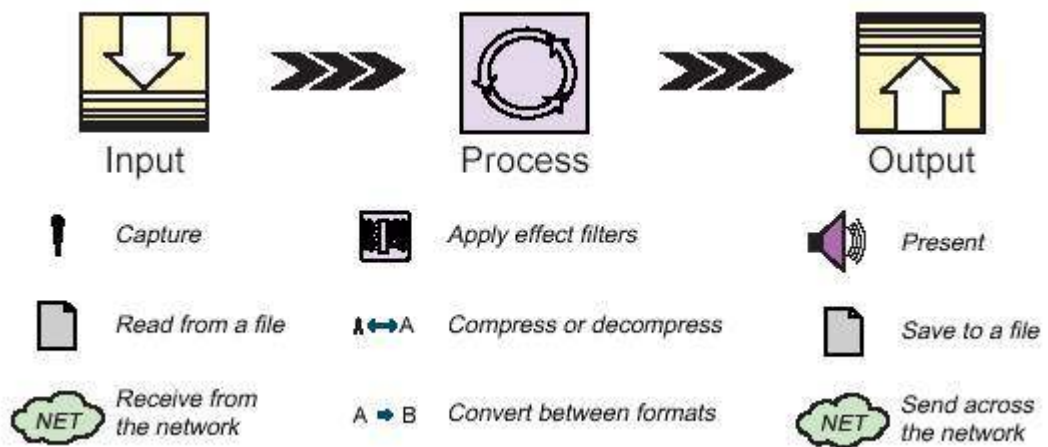 Input
Process
Output
Capture
Apply effect filters
Present
Read from a file
A ↔ A
Compress or decompress
Save to a file
NET
Receive from
the network
A ➡ B
Convert between formats
NET
Send across
the network